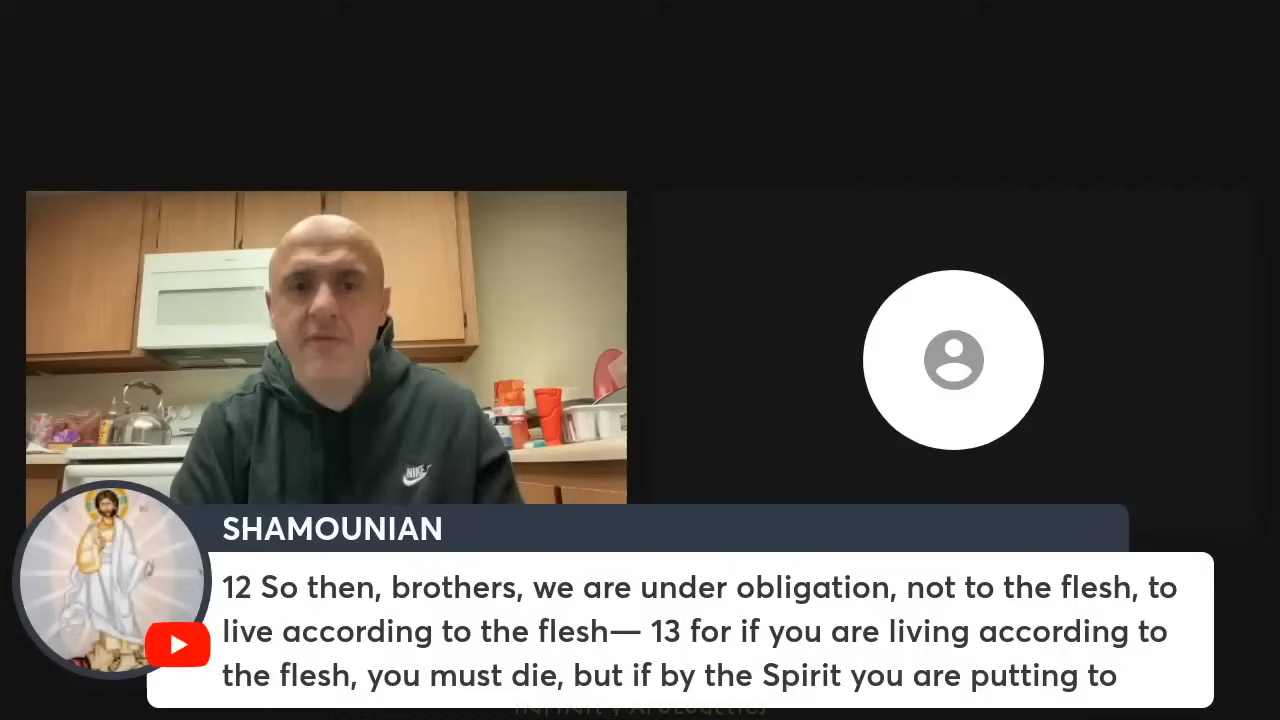 NIKE
SHAMOUNIAN
12 So then, brothers, we are under obligation, not to the flesh, to
live according to the flesh— 13 for if you are living according to
the flesh, you must die, but if by the Spirit you are putting to